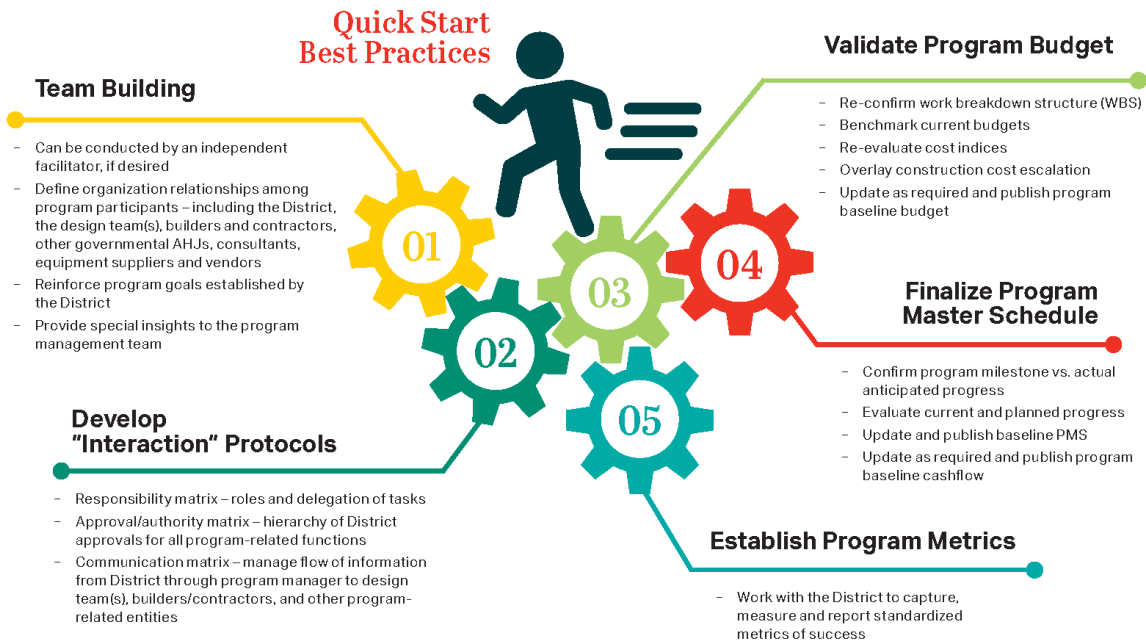 Quick Start
Best Practices
Team Building
– Can be conducted by an independent
facilitator, if desired
– Define organization relationships among
program participants – including the District,
the design team(s), builders and contractors,
other governmental AHJs, consultants,
equipment suppliers and vendors
– Reinforce program goals established by
the District
– Provide special insights to the program
management team
01
Develop
"Interaction" Protocols
– Responsibility matrix – roles and delegation of tasks
– Approval/authority matrix – hierarchy of District
approvals for all program-related functions
– Communication matrix – manage flow of information
from District through program manager to design
team(s), builders/contractors, and other program-
related entities
02
Validate Program Budget
– Re-confirm work breakdown structure (WBS)
– Benchmark current budgets
– Re-evaluate cost indices
– Overlay construction cost escalation
– Update as required and publish program
baseline budget
03
04
Finalize Program
Master Schedule
– Confirm program milestone vs. actual
anticipated progress
– Evaluate current and planned progress
– Update and publish baseline PMS
– Update as required and publish program
baseline cashflow
05
Establish Program Metrics
– Work with the District to capture,
measure and report standardized
metrics of success